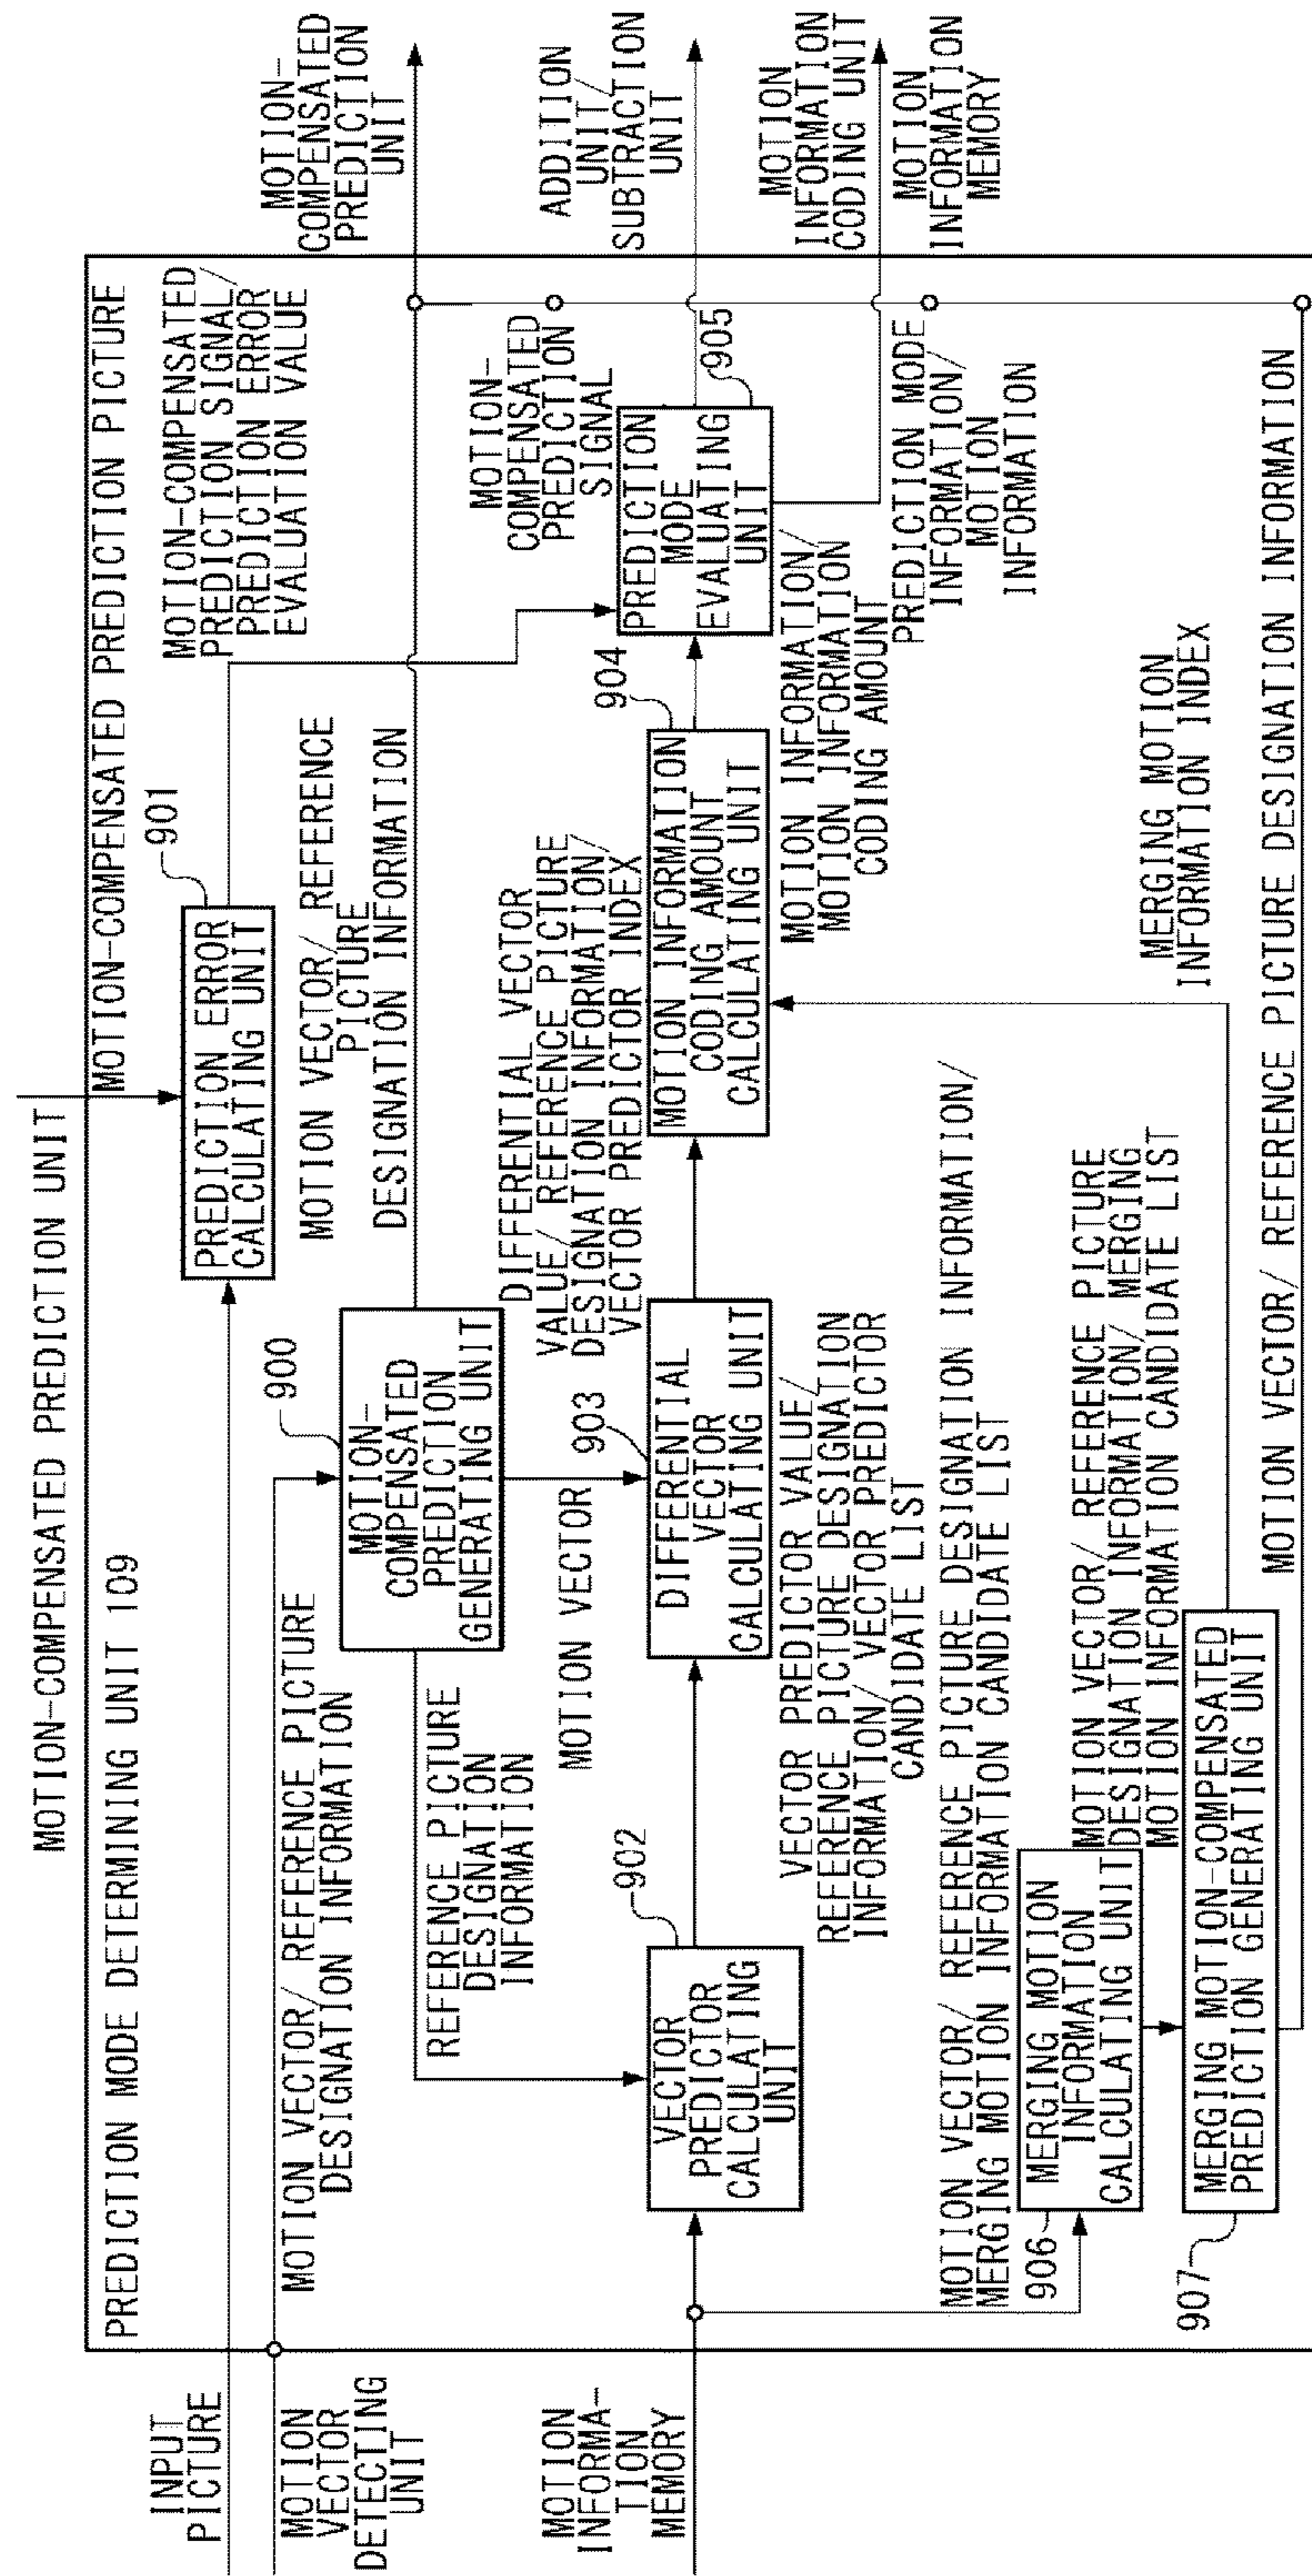 MOTION-COMPENSATED PREDICTION UNIT
PREDICTION MODE DETERMINING UNIT 109
MOTION-COMPENSATED PREDICTION PICTURE
INPUT
PICTURE
MOTION
VECTOR
DETECTING
UNIT
MOTION
INFORMA-
TION
MEMORY
901
PREDICTION ERROR
CALCULATING UNIT
MOTION-COMPENSATED
PREDICTION SIGNAL/
PREDICTION ERROR
EVALUATION VALUE
MOTION-
COMPENSATED
PREDICTION
UNIT
MOTION VECTOR/ REFERENCE PICTURE
DESIGNATION INFORMATION
900
MOTION-
COMPENSATED
PREDICTION
GENERATING UNIT
MOTION VECTOR/ REFERENCE
PICTURE
DESIGNATION INFORMATION
REFERENCE PICTURE
DESIGNATION
INFORMATION
MOTION VECTOR
DIFFERENTIAL VECTOR
VALUE/ REFERENCE PICTURE/
DESIGNATION INFORMATION/
VECTOR PREDICTOR INDEX
MOTION-
COMPENSATED
PREDICTION
SIGNAL
ADDITION
UNIT/
SUBTRACTION
UNIT
902
VECTOR
PREDICTOR
CALCULATING
UNIT
903
DIFFERENTIAL
VECTOR
CALCULATING UNIT
904
MOTION INFORMATION
CODING AMOUNT
CALCULATING UNIT
905
PREDICTION
MODE
EVALUATING
UNIT
MOTION
INFORMATION
CODING UNIT
MOTION
INFORMATION
MEMORY
VECTOR PREDICTOR VALUE/
REFERENCE PICTURE DESIGNATION
INFORMATION/ VECTOR PREDICTOR
CANDIDATE LIST
MOTION INFORMATION/
MOTION INFORMATION
CODING AMOUNT
PREDICTION MODE
INFORMATION/
MOTION
INFORMATION
MOTION VECTOR/ REFERENCE PICTURE DESIGNATION INFORMATION/
MERGING MOTION INFORMATION CANDIDATE LIST
906
MERGING MOTION
INFORMATION
CALCULATING UNIT
MOTION VECTOR/ REFERENCE PICTURE
DESIGNATION INFORMATION/ MERGING
MOTION INFORMATION CANDIDATE LIST
MERGING MOTION
INFORMATION INDEX
907
MERGING MOTION-COMPENSATED
PREDICTION GENERATING UNIT
MOTION VECTOR/ REFERENCE PICTURE DESIGNATION INFORMATION